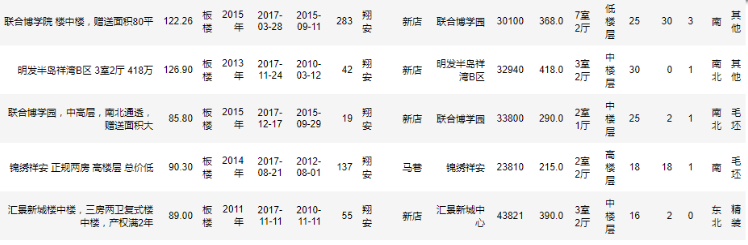 联合博学院 楼中楼，赠送面积80平 122.26 板楼 2015年 2017-03-28 2015-09-11 283 翔安 新店 联合博学园 30100 368.0 7室2厅 低楼层 25 30 3 南 其他
明发半岛祥湾B区 3室2厅 418万 126.90 板楼 2013年 2017-11-24 2010-03-12 42 翔安 新店 明发半岛祥湾B区 32940 418.0 3室2厅 中楼层 30 0 1 南北 其他
联合博学园，中高层，南北通透，赠送面积大 85.80 板楼 2015年 2017-12-17 2015-09-29 19 翔安 新店 联合博学园 33800 290.0 2室1厅 中楼层 25 2 1 南北 毛坯
锦绣祥安 正规两房 高楼层 总价低 90.30 板楼 2014年 2017-08-21 2012-08-01 137 翔安 马巷 锦绣祥安 23810 215.0 2室2厅 高楼层 18 18 1 南 毛坯
汇景新城楼中楼，三房两卫复式楼中楼，产权满2年 89.00 板楼 2011年 2017-11-11 2010-11-11 55 翔安 新店 汇景新城中心 43821 390.0 3室2厅 中楼层 16 2 0 东北 精装